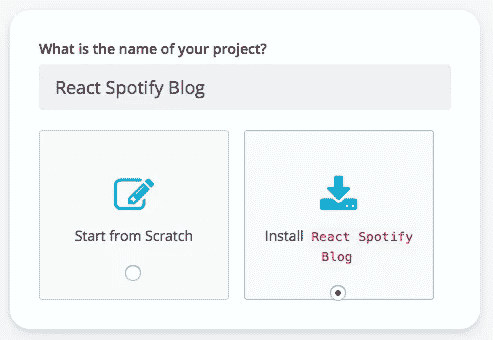 What is the name of your project?
React Spotify Blog
Start from Scratch
Install React Spotify
Blog